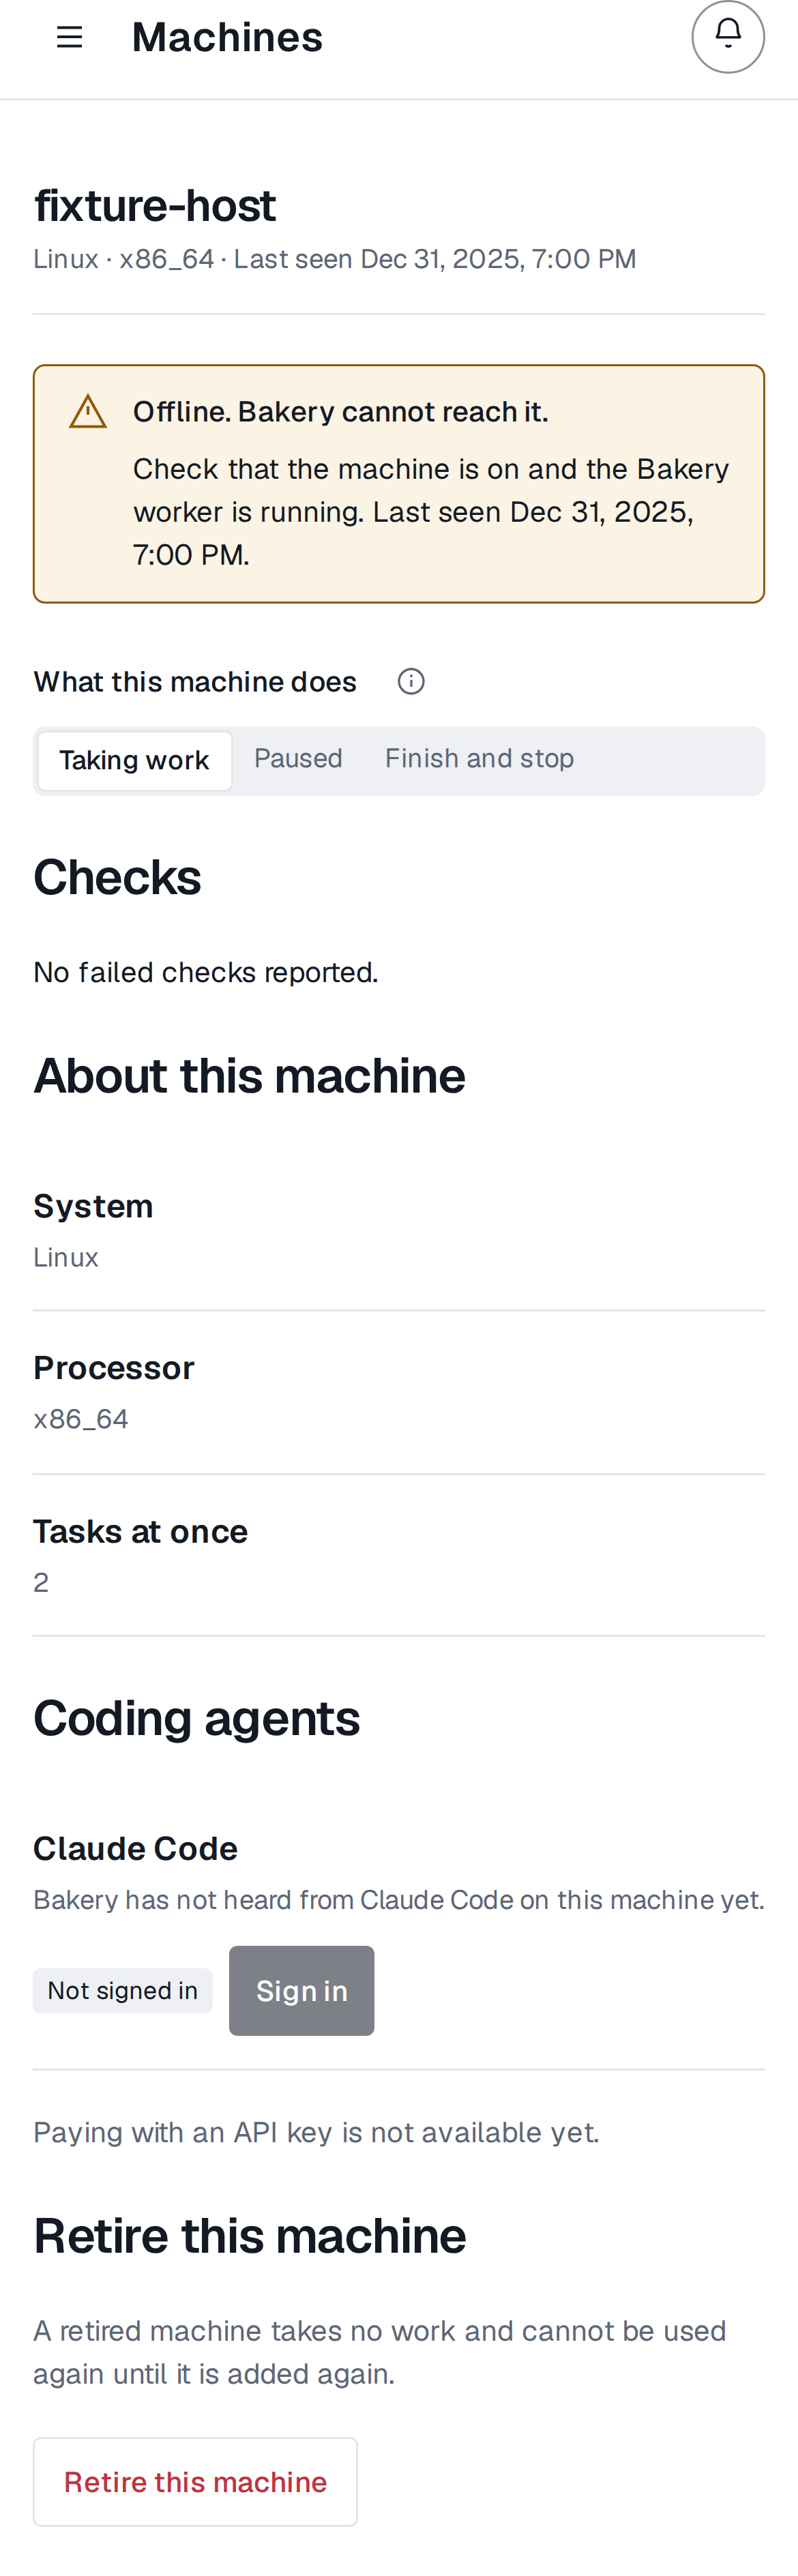 Machines
fixture-host
Linux · x86_64 · Last seen Dec 31, 2025, 7:00 PM
Offline. Bakery cannot reach it.
Check that the machine is on and the Bakery
worker is running. Last seen Dec 31, 2025,
7:00 PM.
What this machine does
Taking work Paused Finish and stop
Checks
No failed checks reported.
About this machine
System
Linux
Processor
x86_64
Tasks at once
2
Coding agents
Claude Code
Bakery has not heard from Claude Code on this machine yet.
Not signed in Sign in
Paying with an API key is not available yet.
Retire this machine
A retired machine takes no work and cannot be used
again until it is added again.
Retire this machine